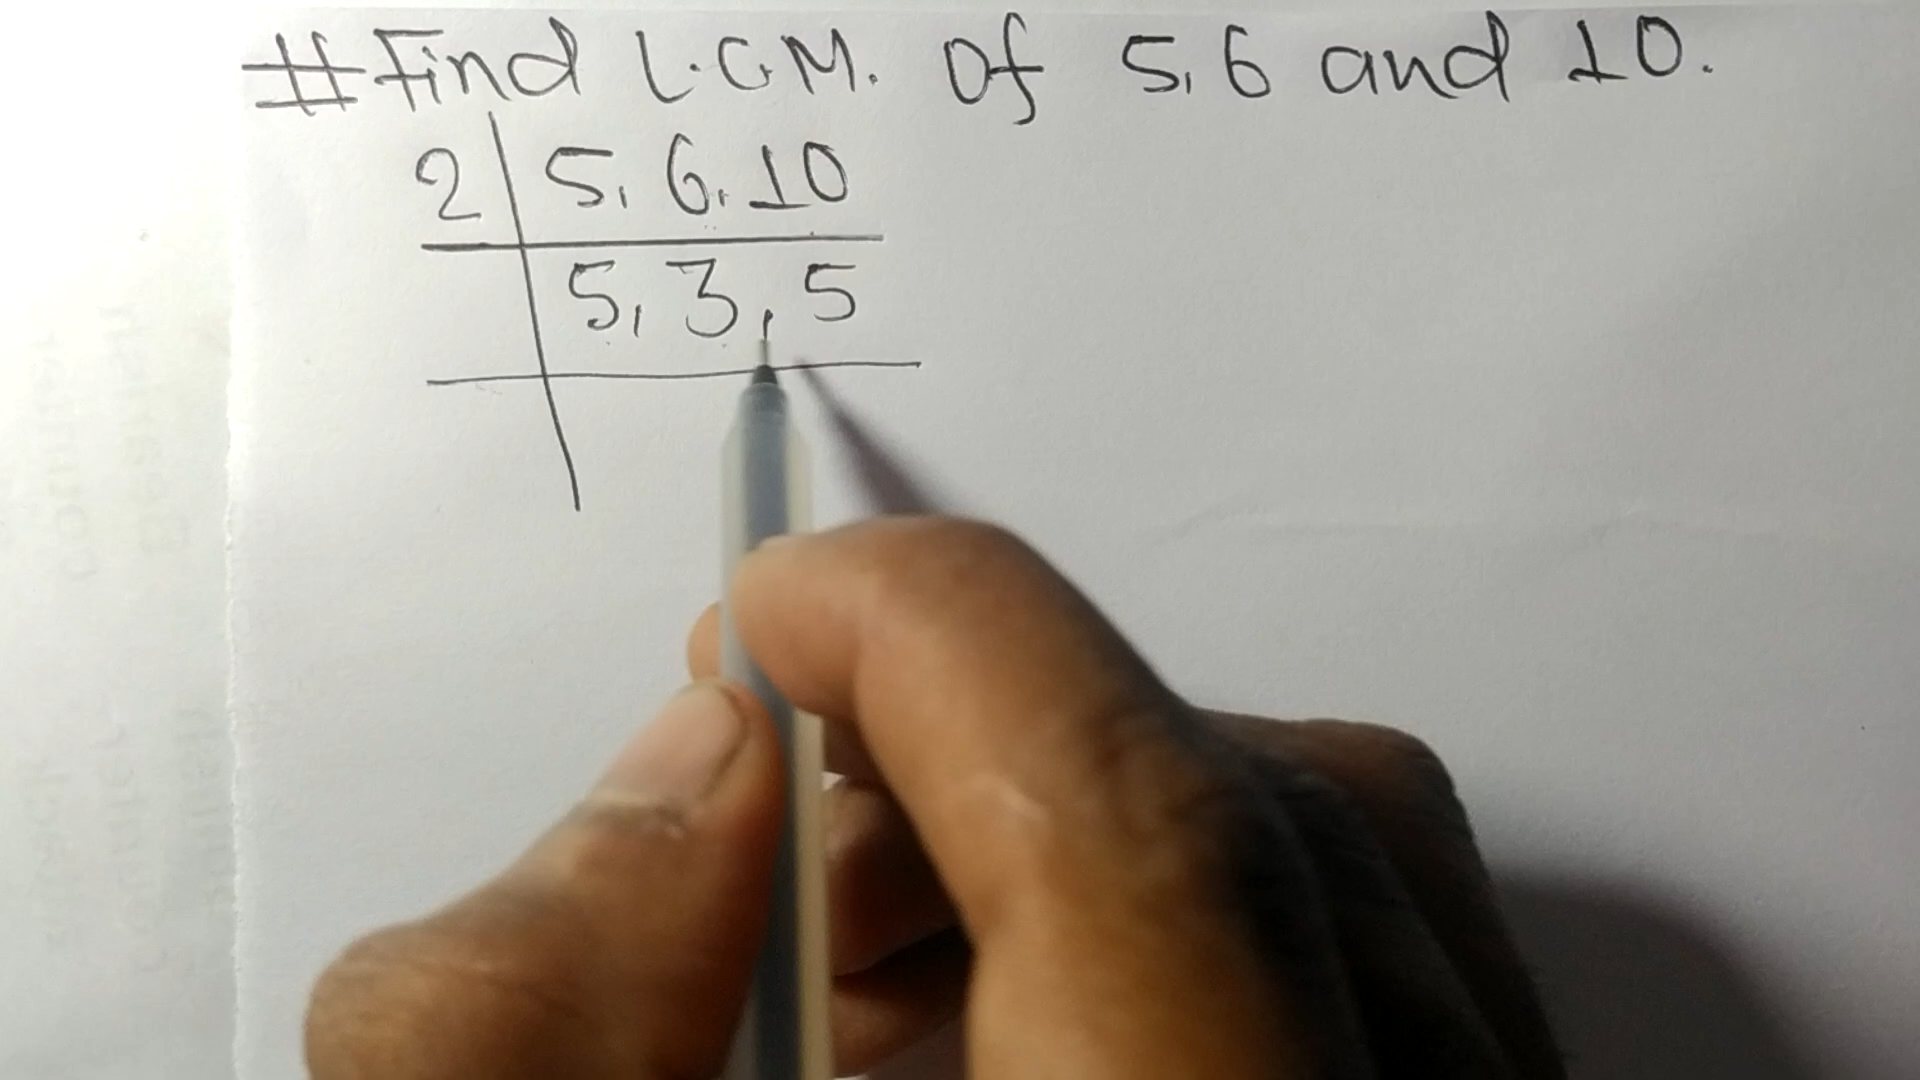 # Find L.C.M. Of 5, 6 and 10.
2 | 5, 6, 10
5, 3, 5